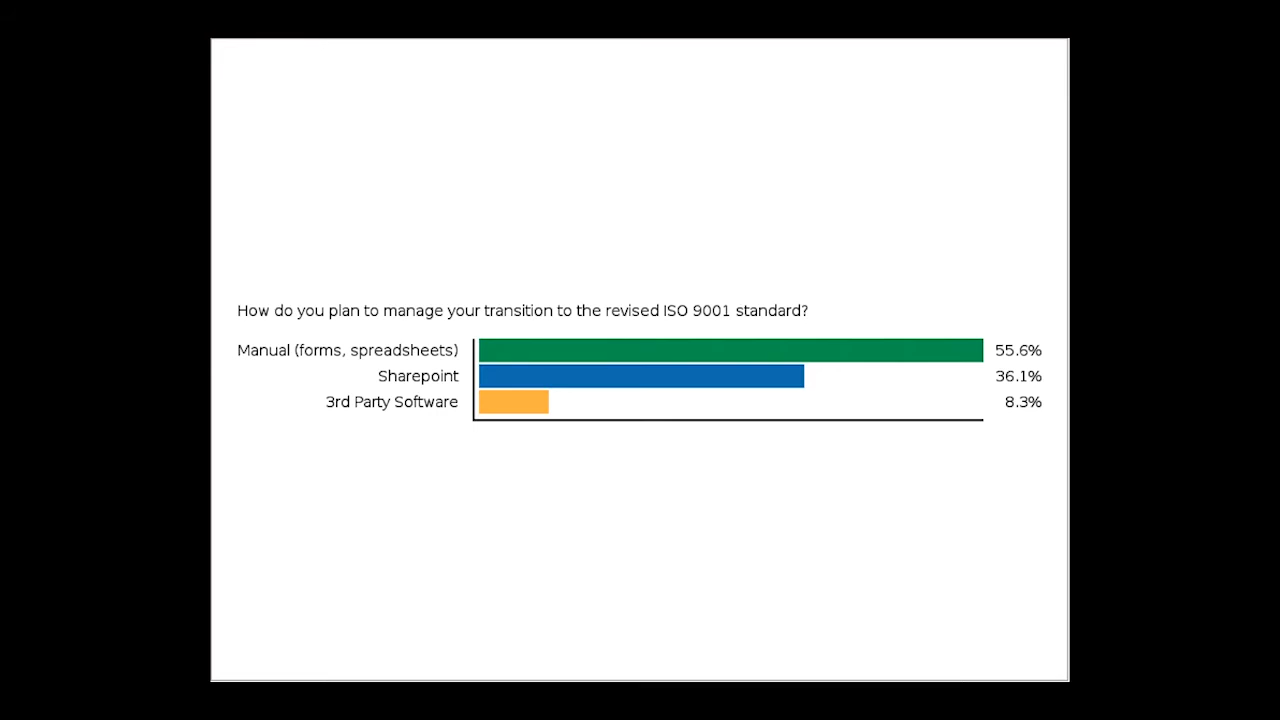 How do you plan to manage your transition to the revised ISO 9001 standard?
Manual (forms, spreadsheets) 55.6%
Sharepoint 36.1%
3rd Party Software 8.3%